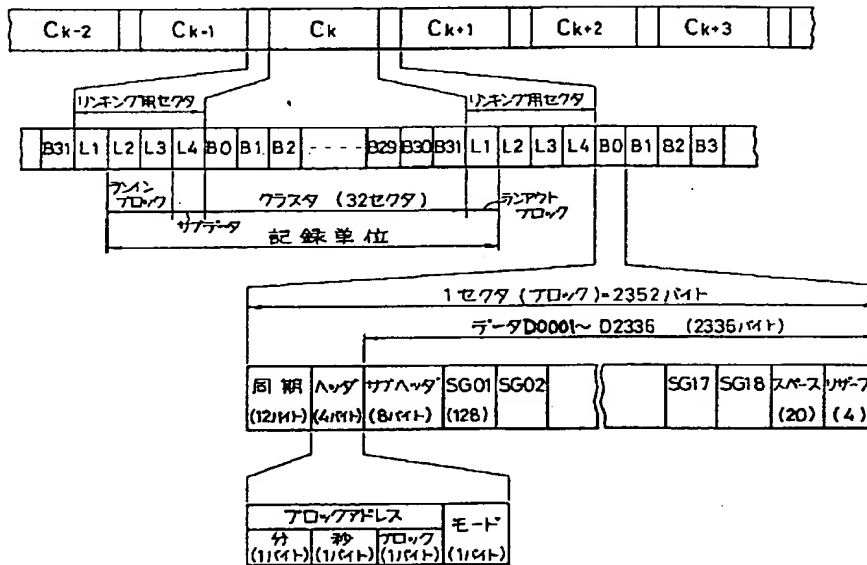 Ck-2 Ck-1 Ck Ck+1 Ck+2 Ck+3
リンキング用セクタ リンキング用セクタ
B31 L1 L2 L3 L4 B0 B1 B2 ---- B29 B30 B31 L1 L2 L3 L4 B0 B1 B2 B3
ランイン
ブロック
サブデータ
クラスタ (32セクタ)
ランアウト
ブロック
記録単位
1セクタ(ブロック)=2352バイト
データD0001〜D2336 (2336バイト)
同期 ヘッダ サブヘッダ SG01 SG02 SG17 SG18 スペース リザーブ
(12バイト) (4バイト) (8バイト) (128) (20) (4)
ブロックアドレス モード
分 秒 ブロック
(1バイト) (1バイト) (1バイト) (1バイト)